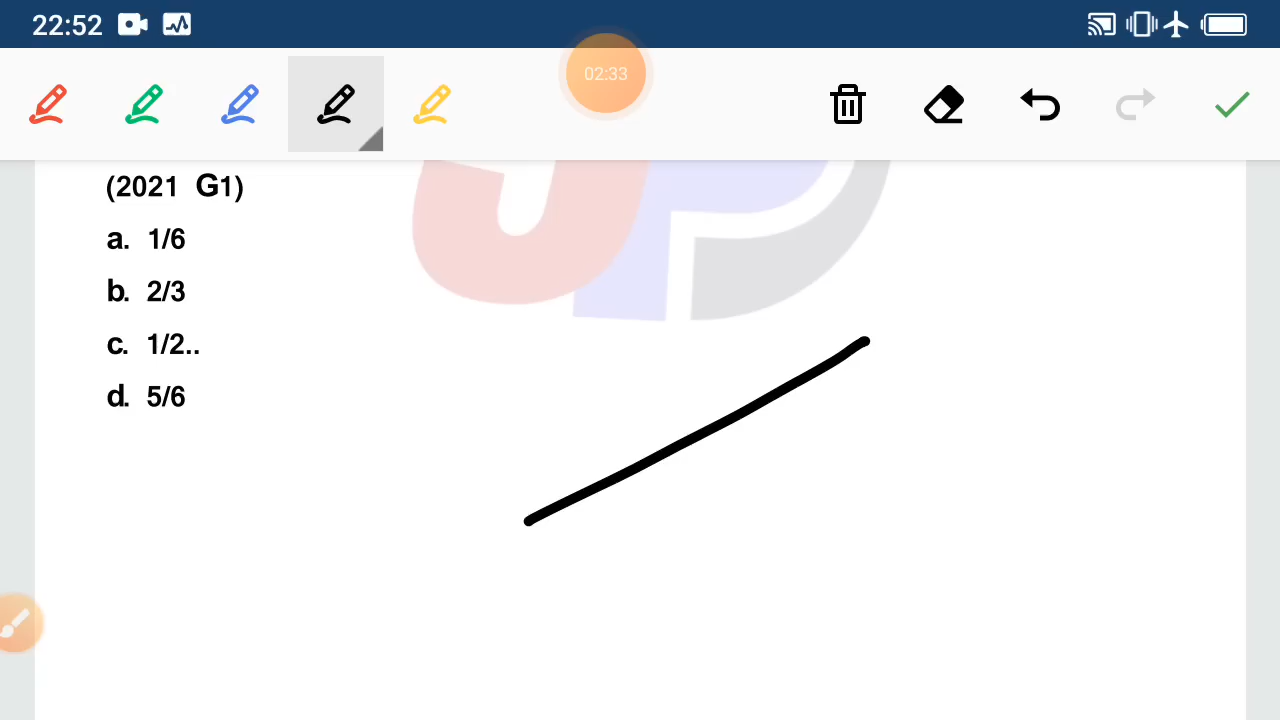 22:52
02:33
(2021 G1)
a. 1/6
b. 2/3
c. 1/2..
d. 5/6